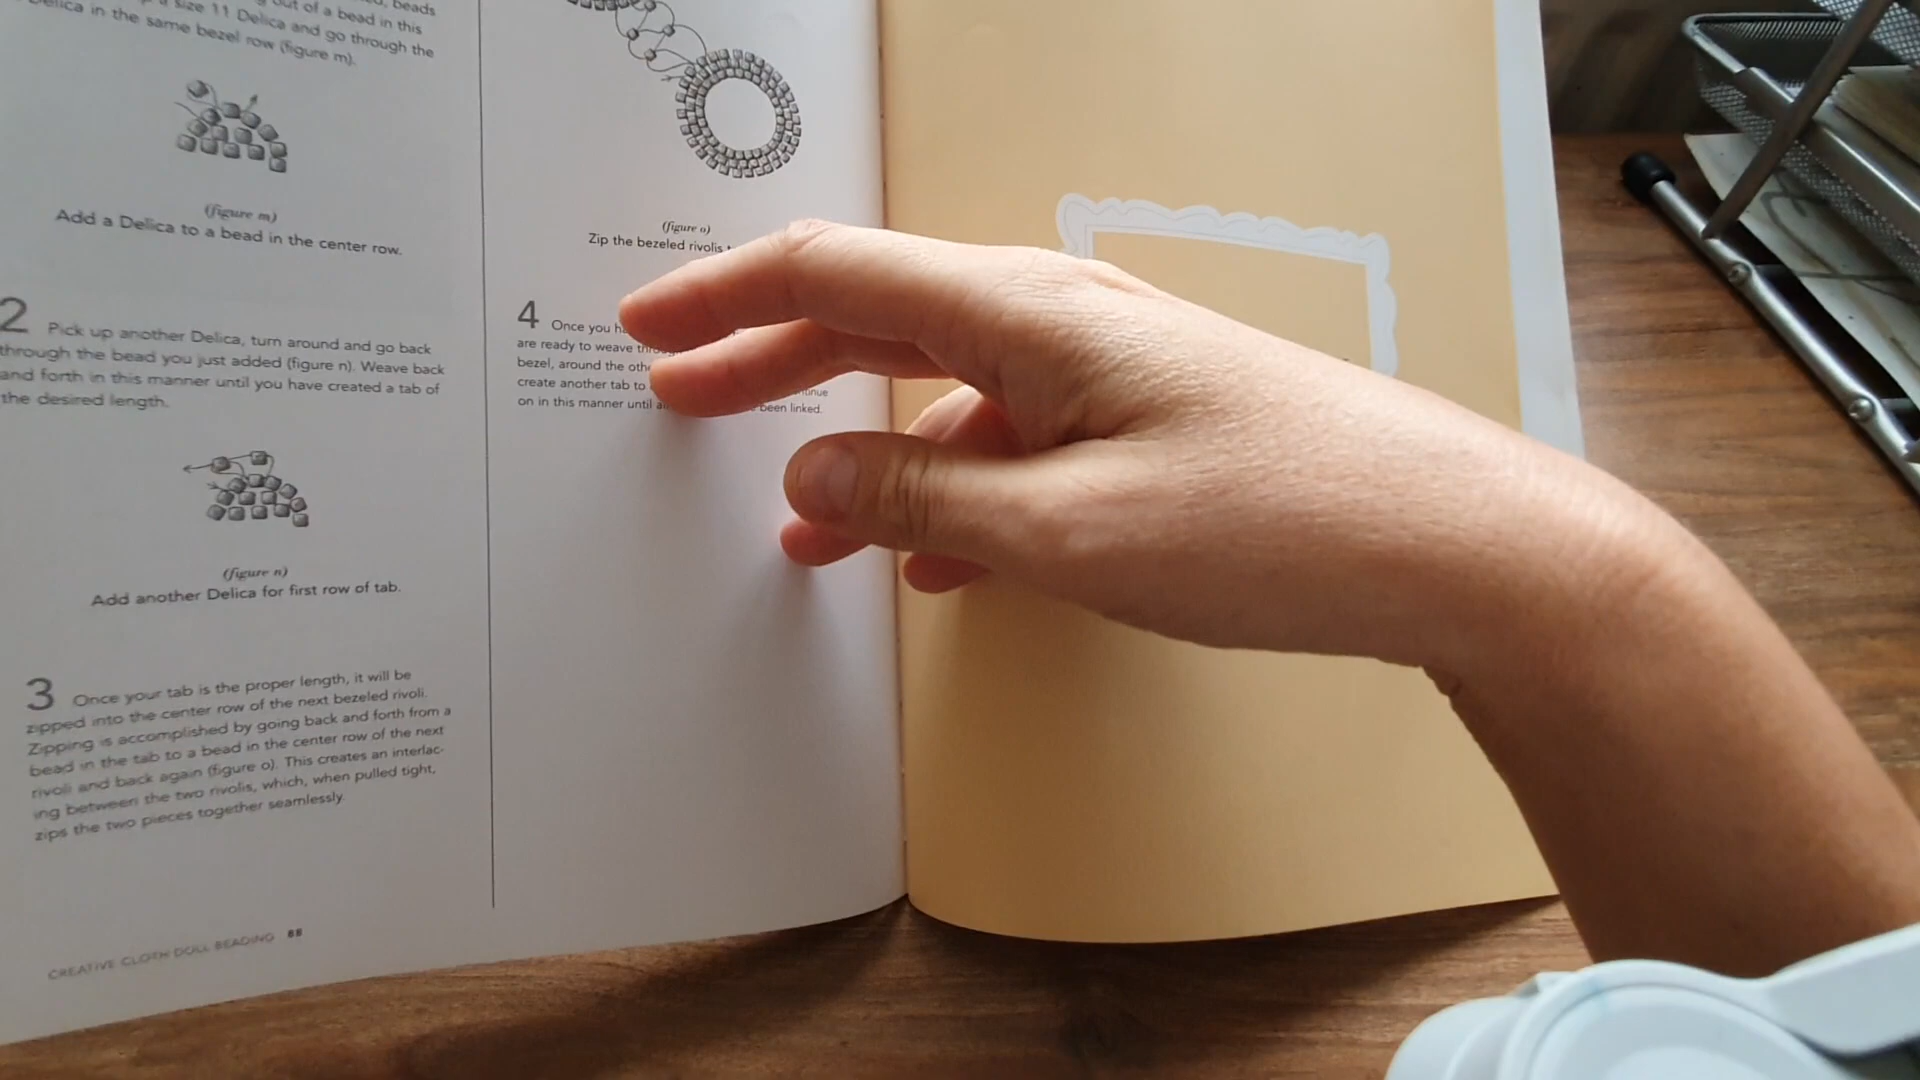 beads
size 11 Delica and go through the
out of a bead in this
Delica in the same bezel row (figure m).
(figure m)
Add a Delica to a bead in the center row.
2 Pick up another Delica, turn around and go back
through the bead you just added (figure n). Weave back
and forth in this manner until you have created a tab of
the desired length.
(figure n)
Add another Delica for first row of tab.
3 Once your tab is the proper length, it will be
zipped into the center row of the next bezeled rivoli.
Zipping is accomplished by going back and forth from a
bead in the tab to a bead in the center row of the next
rivoli and back again (figure o). This creates an interlac-
ing between the two rivolis, which, when pulled tight,
zips the two pieces together seamlessly.
CREATIVE CLOTH DOLL BEADING 88
(figure o)
Zip the bezeled rivolis
4 Once you
are ready to weave
bezel, around the
create another tab to
on in this manner until been linked.